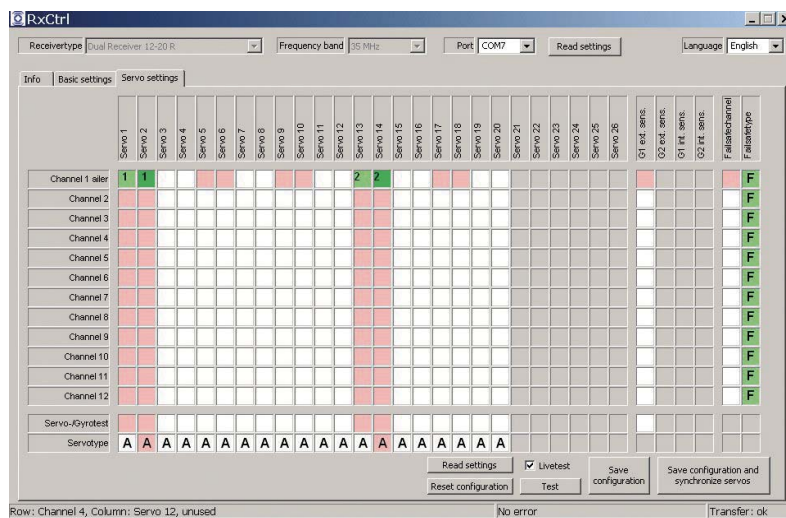 RxCtrl
Receivertype Dual Receiver 12-20 R Frequency band 35 MHz Port COM7 Read settings Language English
Info Basic settings Servo settings
Servo 1 Servo 2 Servo 3 Servo 4 Servo 5 Servo 6 Servo 7 Servo 8 Servo 9 Servo 10 Servo 11 Servo 12 Servo 13 Servo 14 Servo 15 Servo 16 Servo 17 Servo 18 Servo 19 Servo 20 Servo 21 Servo 22 Servo 23 Servo 24 Servo 25 Servo 26 G1 ext. sens. G2 ext. sens. G1 int. sens. G2 int. sens. Failsafechannel Failsafetype
Channel 1 ailer 1 1 2 2 F
Channel 2 F
Channel 3 F
Channel 4 F
Channel 5 F
Channel 6 F
Channel 7 F
Channel 8 F
Channel 9 F
Channel 10 F
Channel 11 F
Channel 12 F
Servo-/Gyrotest
Servotype A A A A A A A A A A A A A A A A A A A A
Read settings Livetest Save configuration Save configuration and synchronize servos
Reset configuration Test
Row: Channel 4, Column: Servo 12, unused No error Transfer: ok